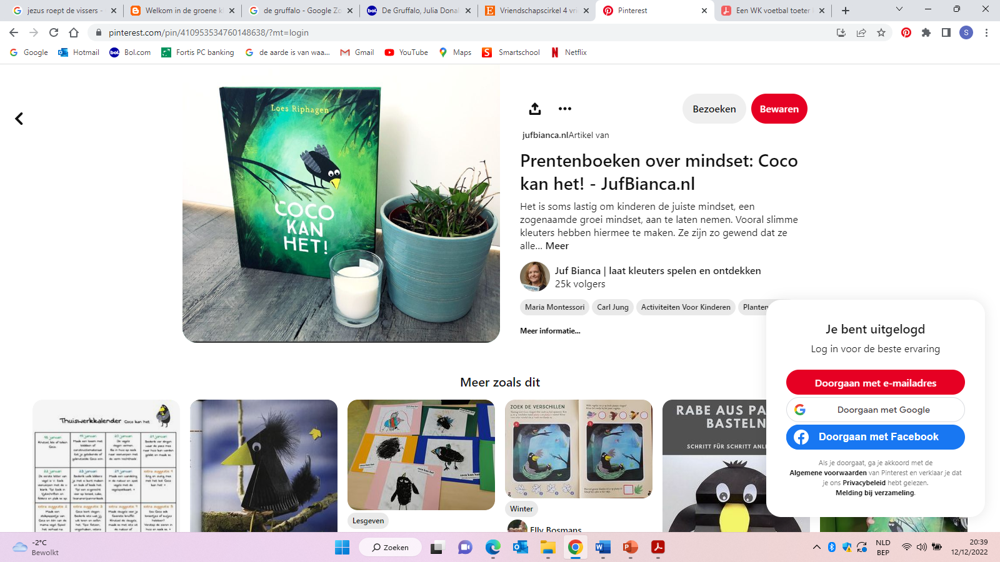 jezus roept de vissers -
Welkom in de groene k
de gruffalo - Google Zo
De Gruffalo, Julia Donal
Vriendschapscirkel 4 vri
Pinterest
Een WK voetbal toeter
pinterest.com/pin/410953534760148638/?mt=login
S
Google
Hotmail
Bol.com
Fortis PC banking
de aarde is van waa...
Gmail
YouTube
Maps
Smartschool
Netflix
Loes Riphagen
COCO
KAN
HET!
Bezoeken
Bewaren
jufbianca.nlArtikel van
Prentenboeken over mindset: Coco
kan het! - JufBianca.nl
Het is soms lastig om kinderen de juiste mindset, een
zogenaamde groei mindset, aan te laten nemen. Vooral slimme
kleuters hebben hiermee te maken. Ze zijn zo gewend dat ze
alle... Meer
Juf Bianca | laat kleuters spelen en ontdekken
25k volgers
Maria Montessori
Carl Jung
Activiteiten Voor Kinderen
Planten
Meer informatie...
Je bent uitgelogd
Log in voor de beste ervaring
Doorgaan met e-mailadres
Doorgaan met Google
Doorgaan met Facebook
Als je doorgaat, ga je akkoord met de
Algemene voorwaarden van Pinterest en verklaar je dat
je ons Privacybeleid hebt gelezen.
Melding bij verzameling.
Meer zoals dit
Thuiswerkkalender Coco kan het
Lesgeven
ZOEK DE VERSCHILLEN
Winter
Elly Bosmans
RABE AUS PA
BASTELN
SCHRITT FÜR SCHRITT ANL
-2°C
Bewolkt
Zoeken
NLD
BEP
20:39
12/12/2022